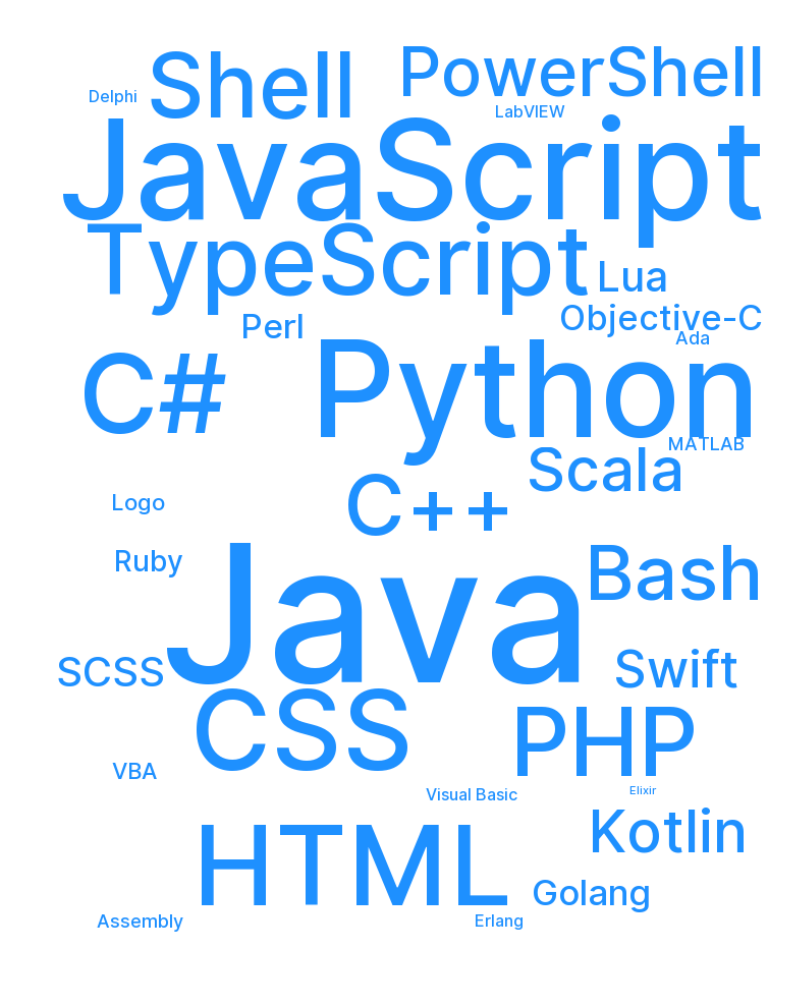 Shell
PowerShell
Delphi
LabVIEW
JavaScript
TypeScript
Lua
Perl
Objective-C
Ada
C#
Python
MATLAB
Scala
C++
Logo
Ruby
Java
Bash
SCSS
Swift
CSS
PHP
VBA
Visual Basic
Elixir
Kotlin
HTML
Golang
Assembly
Erlang